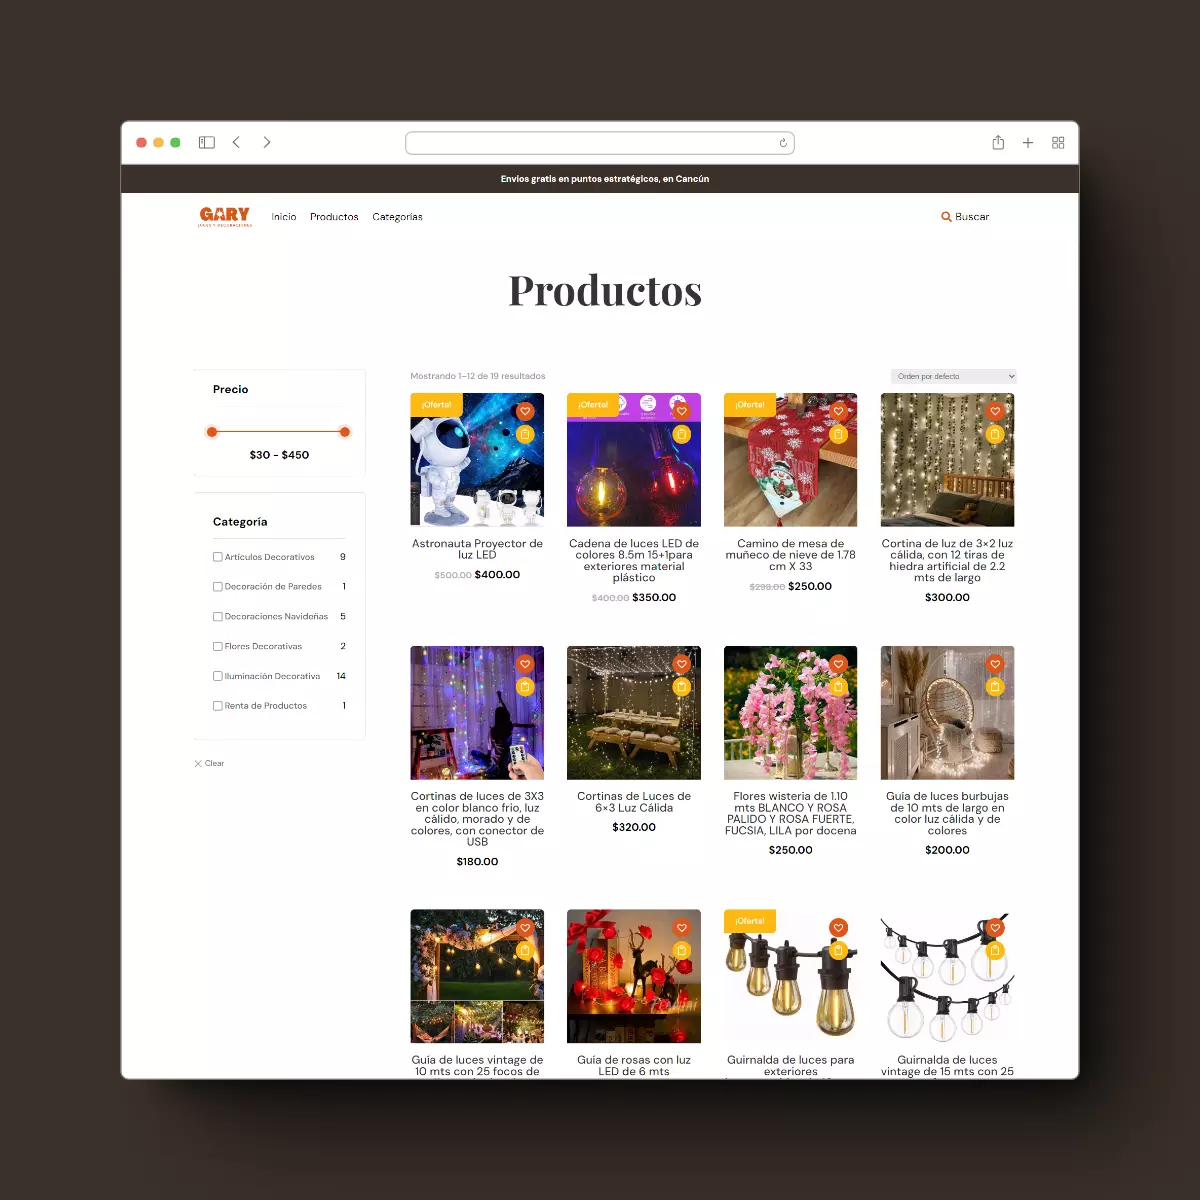 Envíos gratis en puntos estratégicos, en Cancún
GARY
LUCES Y DECORACIONES
Inicio
Productos
Categorías
Buscar
Productos
Precio
$30 - $450
Categoría
Artículos Decorativos 9
Decoración de Paredes 1
Decoraciones Navideñas 5
Flores Decorativas 2
Iluminación Decorativa 14
Renta de Productos 1
Clear
Mostrando 1–12 de 19 resultados
Orden por defecto
¡Oferta!
Astronauta Proyector de
luz LED
$500.00 $400.00
¡Oferta!
Cadena de luces LED de
colores 8.5m 15+1para
exteriores material
plástico
$400.00 $350.00
¡Oferta!
Camino de mesa de
muñeco de nieve de 1.78
cm X 33
$299.00 $250.00
Cortina de luz de 3×2 luz
cálida, con 12 tiras de
hiedra artificial de 2.2
mts de largo
$300.00
Cortinas de luces de 3X3
en color blanco frio, luz
cálido, morado y de
colores, con conector de
USB
$180.00
Cortinas de Luces de
6×3 Luz Cálida
$320.00
Flores wisteria de 1.10
mts BLANCO Y ROSA
PALIDO Y ROSA FUERTE,
FUCSIA, LILA por docena
$250.00
Guía de luces burbujas
de 10 mts de largo en
color luz cálida y de
colores
$200.00
Guía de luces vintage de
10 mts con 25 focos de
Guía de rosas con luz
LED de 6 mts
¡Oferta!
Guirnalda de luces para
exteriores
Guirnalda de luces
vintage de 15 mts con 25